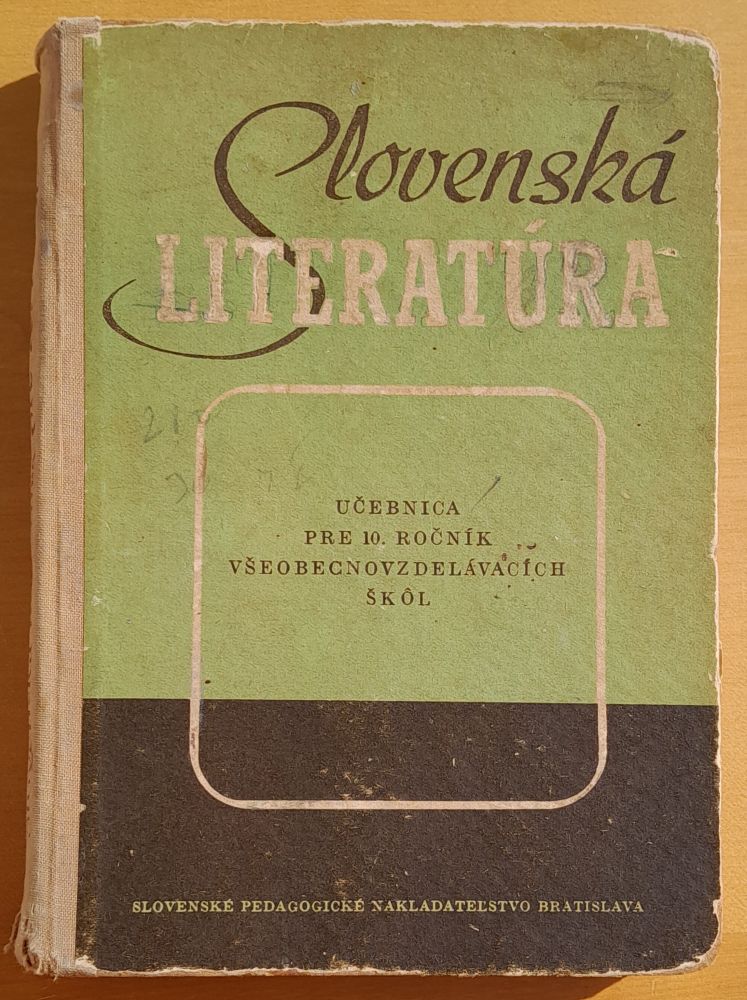 Slovenská
LITERATÚRA
UČEBNICA
PRE 10. ROČNÍK
VŠEOBECNOVZDELÁVACÍCH
ŠKÔL
SLOVENSKÉ PEDAGOGICKÉ NAKLADATEĽSTVO BRATISLAVA